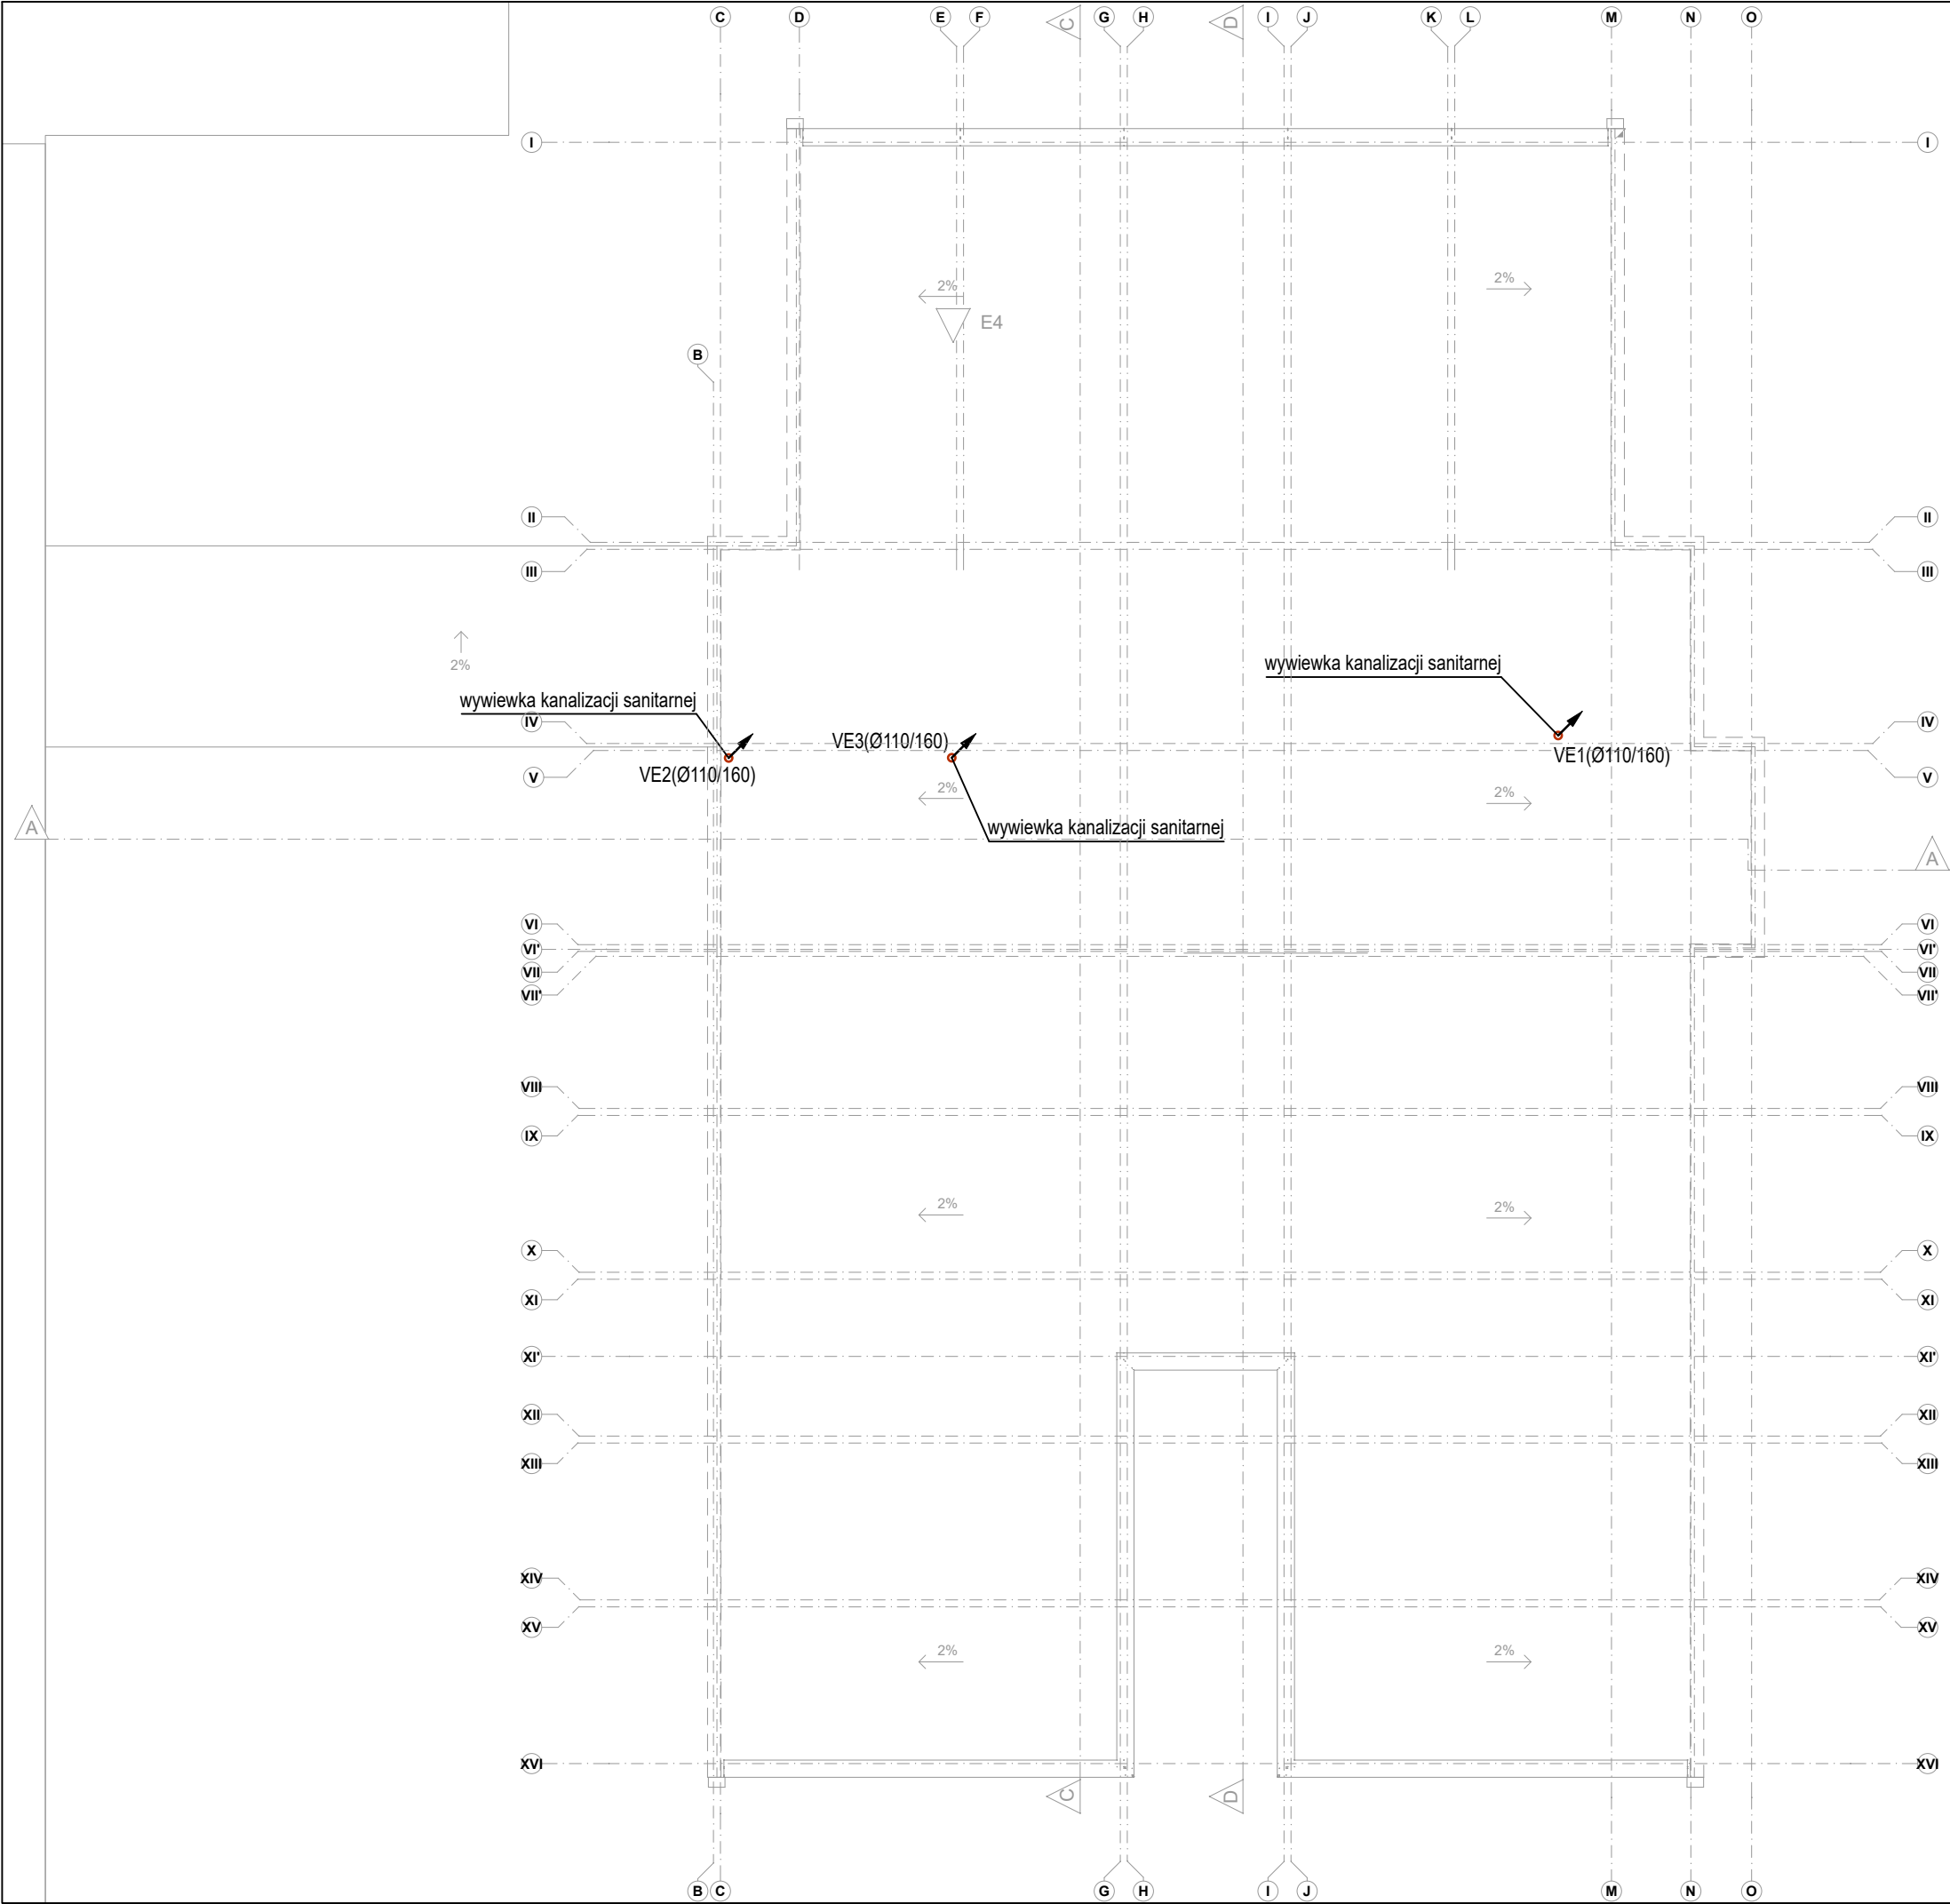 C D E F C G H D I J K L M N O
I I
2% 2%
E4
B
II II
III III
2%
wywiewka kanalizacji sanitarnej
wywiewka kanalizacji sanitarnej
IV IV
VE3(Ø110/160)
VE1(Ø110/160)
VE2(Ø110/160)
V V
2% 2%
wywiewka kanalizacji sanitarnej
A A
VI VI
VI' VI'
VII VII
VII' VII'
VIII VIII
IX IX
2% 2%
X X
XI XI
XI' XI'
XII XII
XIII XIII
XIV XIV
XV XV
2% 2%
XVI XVI
C D
B C G H I J M N O